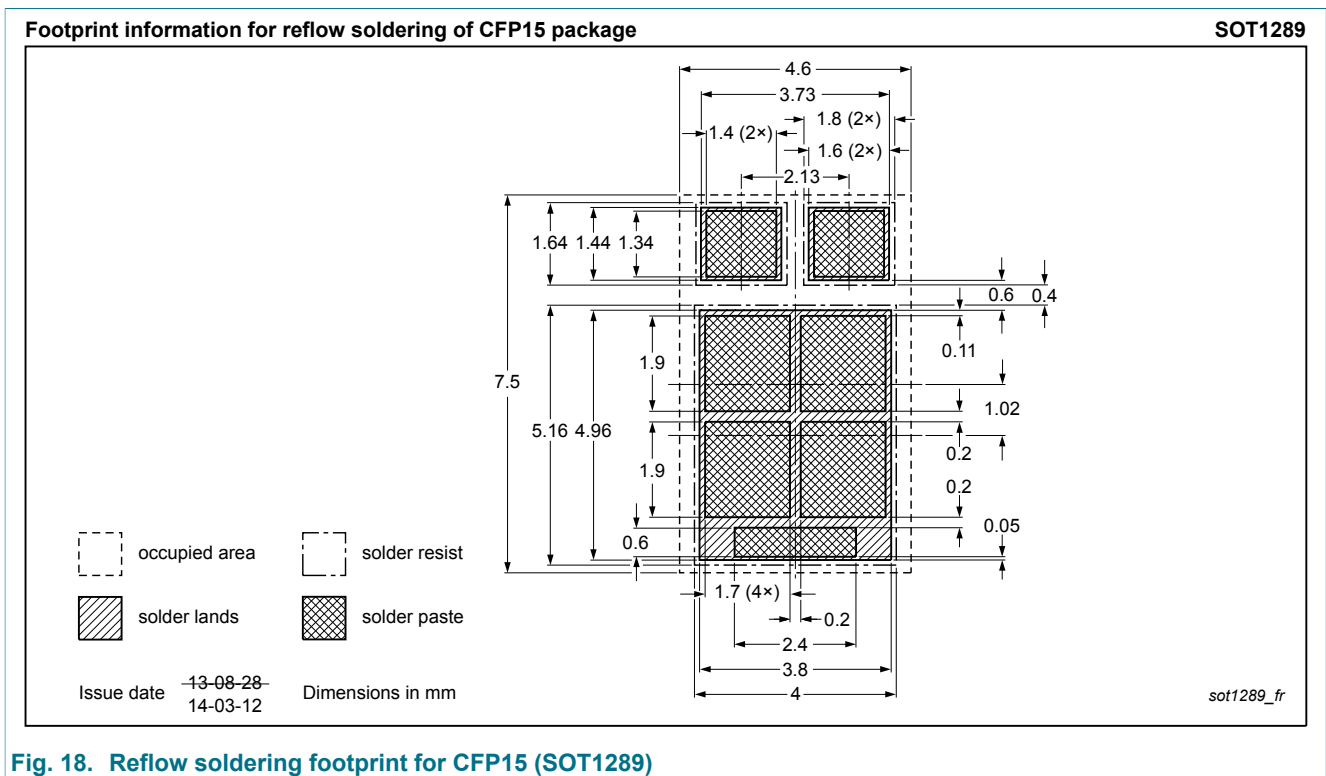 Footprint information for reflow soldering of CFP15 package SOT1289
4.6
3.73
1.4 (2×)
1.8 (2×)
1.6 (2×)
2.13
1.64 1.44 1.34
0.6 0.4
0.11
1.9
7.5
1.02
5.16 4.96
0.2
1.9
0.2
0.05
0.6
1.7 (4×)
0.2
2.4
3.8
4
occupied area
solder resist
solder lands
solder paste
Issue date
13-08-28
14-03-12
Dimensions in mm
sot1289_fr
Fig. 18. Reflow soldering footprint for CFP15 (SOT1289)